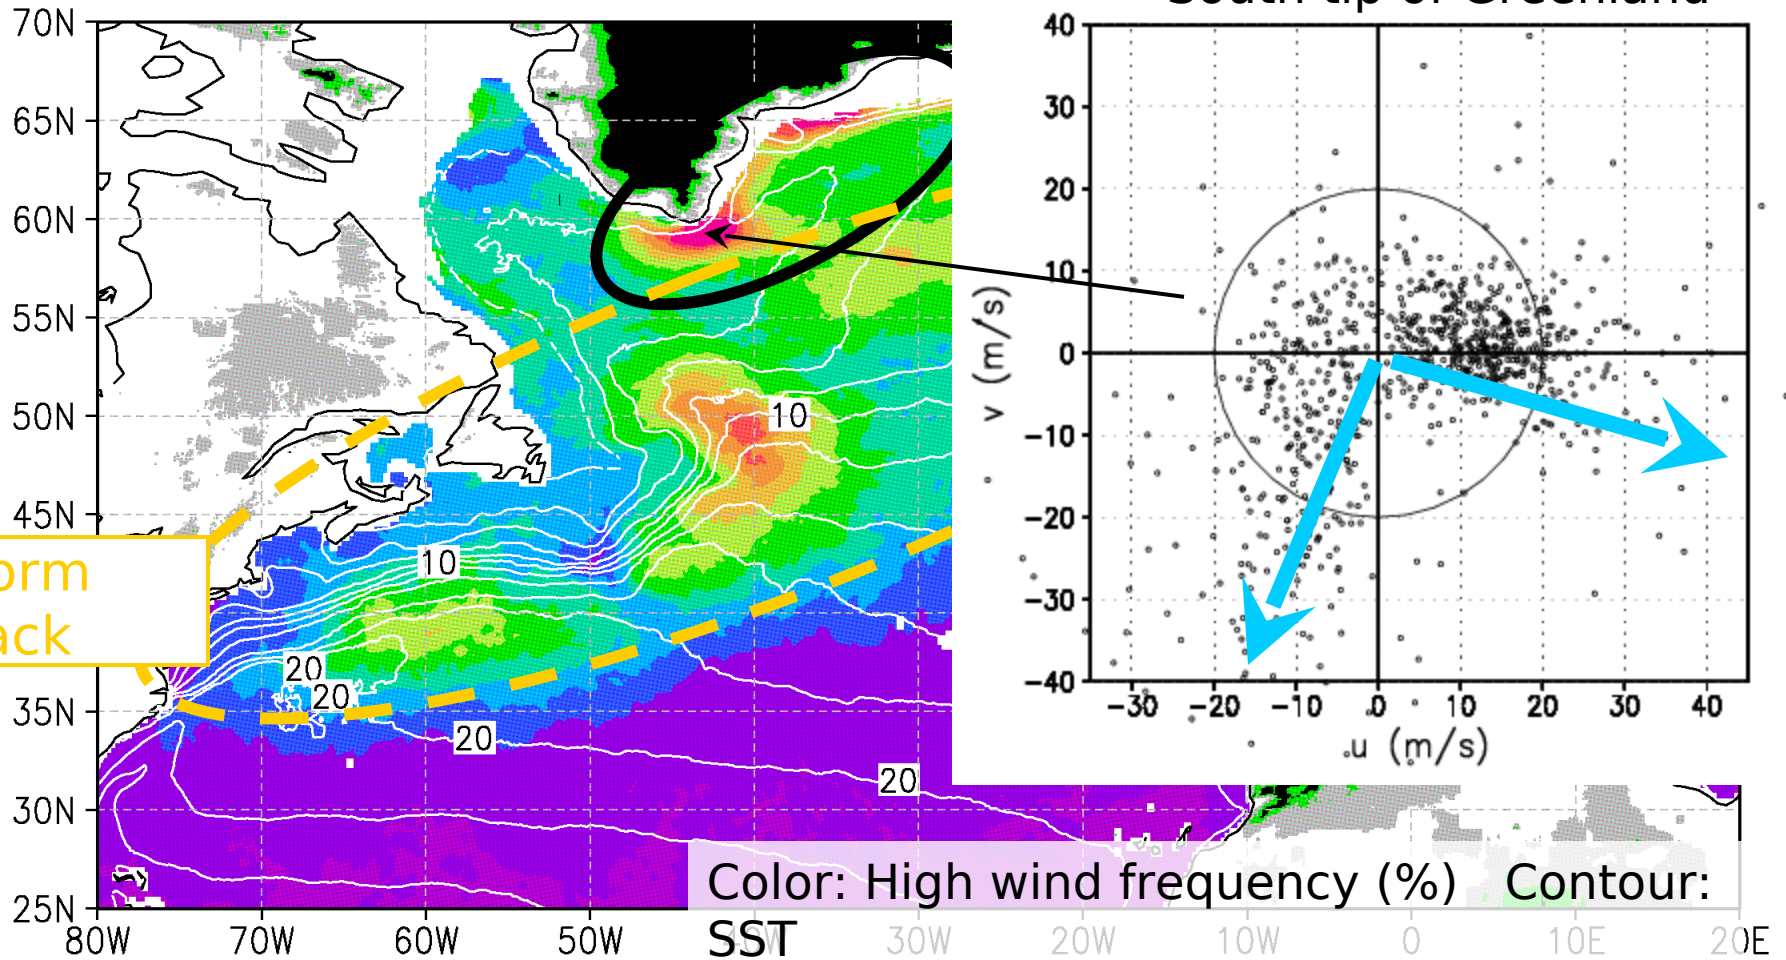 South tip of Greenland
70N
65N
60N
55N
50N
45N
35N
30N
25N
80W
70W
60W
50W
40W
30W
20W
10W
0
10E
20E
10
10
20
20
20
20
orm
ack
40
30
20
10
0
−10
−20
−30
−40
−30
−20
−10
0
10
20
30
40
v (m/s)
u (m/s)
Color: High wind frequency (%) Contour:
SST